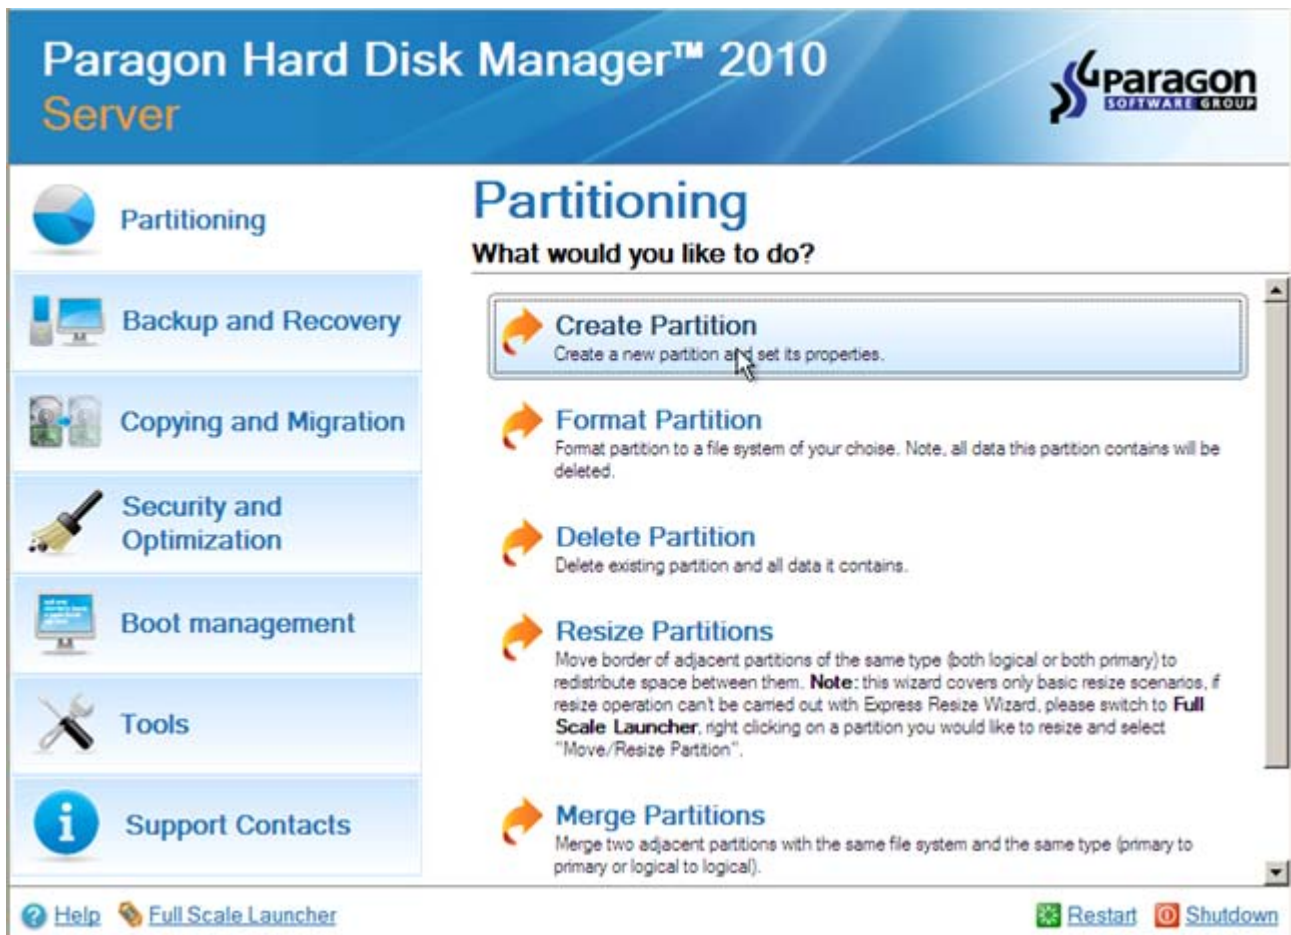 Paragon Hard Disk Manager™ 2010
Server
Paragon
SOFTWARE GROUP
Partitioning
Backup and Recovery
Copying and Migration
Security and
Optimization
Boot management
Tools
Support Contacts
Partitioning
What would you like to do?
Create Partition
Create a new partition and set its properties.
Format Partition
Format partition to a file system of your choise. Note, all data this partition contains will be
deleted.
Delete Partition
Delete existing partition and all data it contains.
Resize Partitions
Move border of adjacent partitions of the same type (both logical or both primary) to
redistribute space between them. Note: this wizard covers only basic resize scenarios, if
resize operation can't be carried out with Express Resize Wizard, please switch to Full
Scale Launcher, right clicking on a partition you would like to resize and select
"Move/Resize Partition".
Merge Partitions
Merge two adjacent partitions with the same file system and the same type (primary to
primary or logical to logical).
Help
Full Scale Launcher
Restart
Shutdown